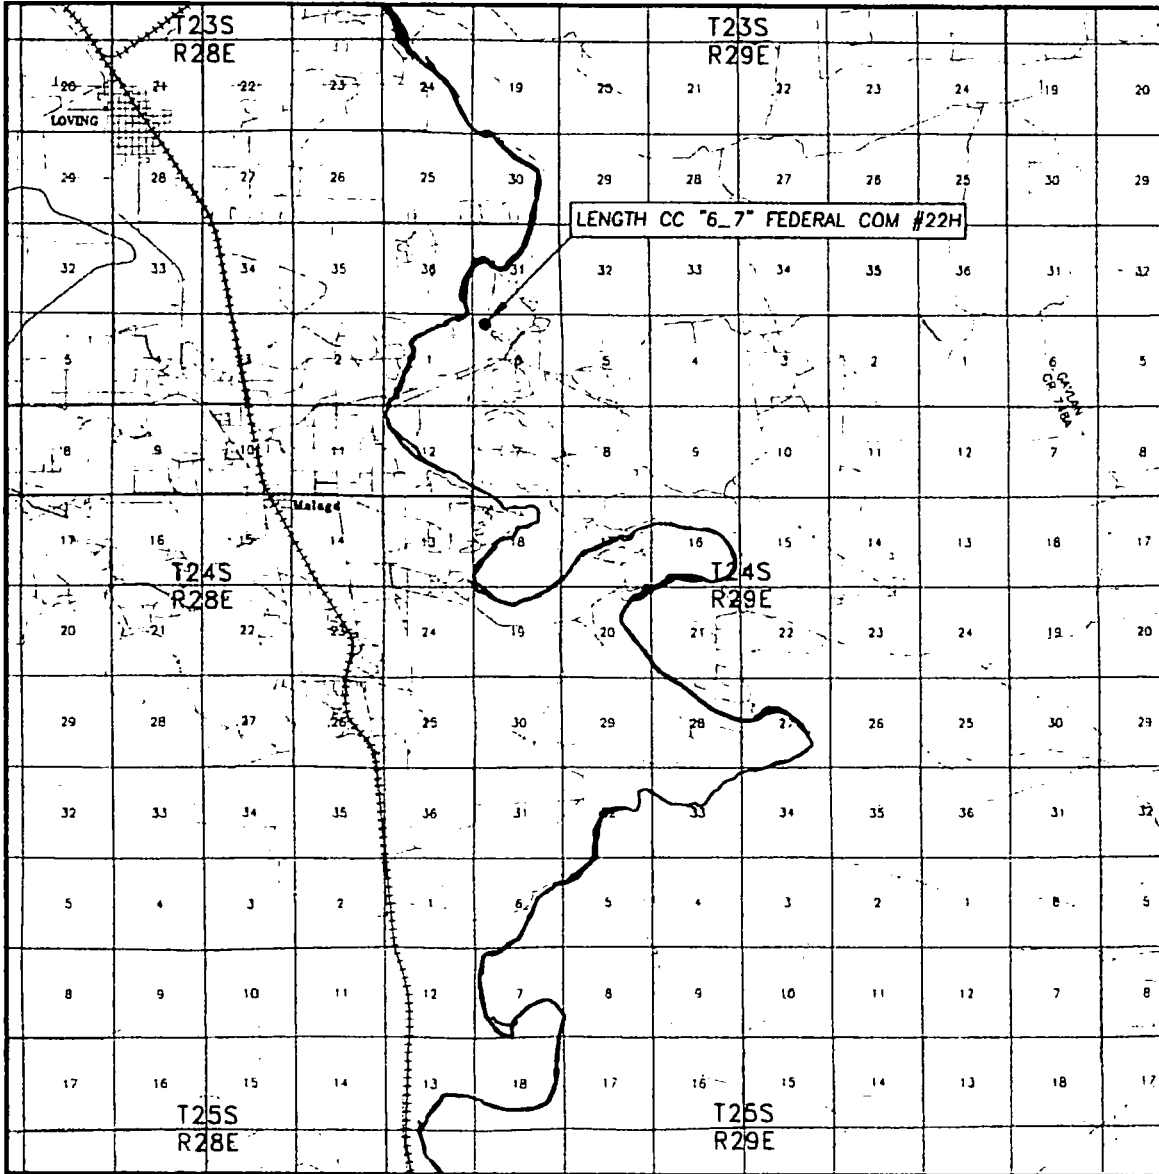 T23S T23S
R28E R29E
20 21 22 23 24 19 20 21 22 23 24 19 20
LOVING
29 28 27 26 25 30 29 28 27 26 25 30 29
LENGTH CC "6_7" FEDERAL COM #22H
32 33 34 35 36 31 32 33 34 35 36 31 32
5 4 3 2 1 6 5 4 3 2 1 6 5
GAVLAN
CR 748A
8 9 10 11 12 7 8 9 10 11 12 7 8
Malaga
17 16 15 14 13 18 17 16 15 14 13 18 17
T24S T24S
R28E R29E
20 21 22 23 24 19 20 21 22 23 24 19 20
29 28 27 26 25 30 29 28 27 26 25 30 29
32 33 34 35 36 31 32 33 34 35 36 31 32
5 4 3 2 1 6 5 4 3 2 1 6 5
8 9 10 11 12 7 8 9 10 11 12 7 8
17 16 15 14 13 18 17 16 15 14 13 18 17
T25S T25S
R28E R29E